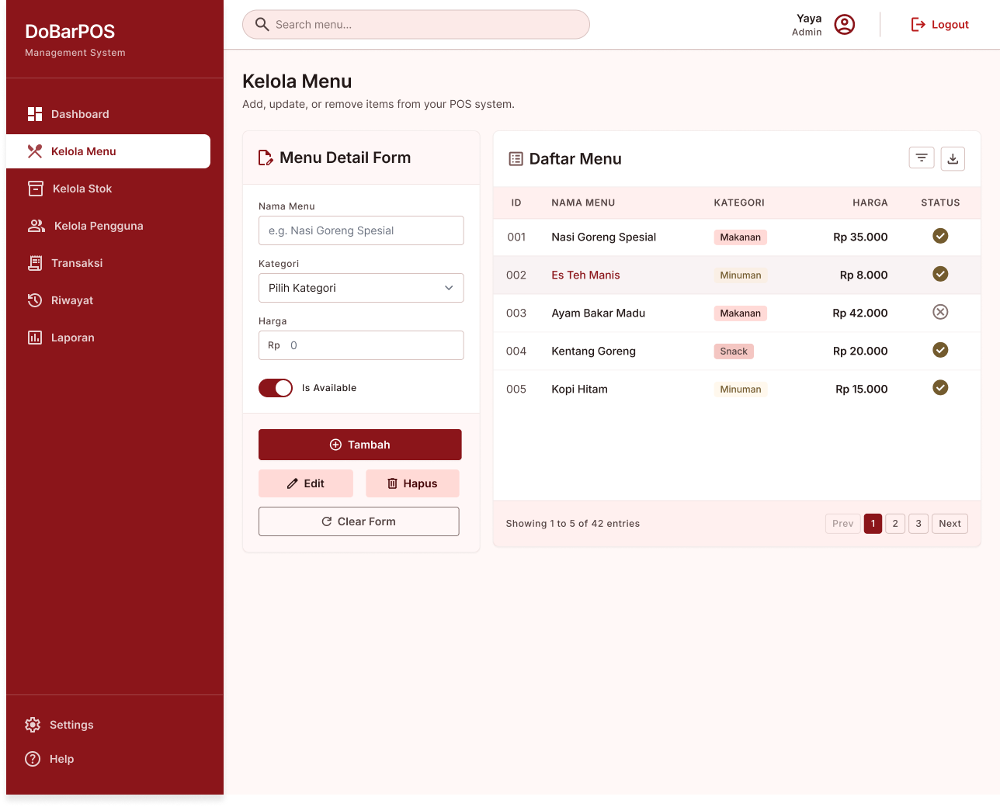 DoBarPOS
Management System
Dashboard
Kelola Menu
Kelola Stok
Kelola Pengguna
Transaksi
Riwayat
Laporan
Settings
Help
Search menu...
Yaya
Admin
Logout
Kelola Menu
Add, update, or remove items from your POS system.
Menu Detail Form
Nama Menu
e.g. Nasi Goreng Spesial
Kategori
Pilih Kategori
Harga
Rp 0
Is Available
Tambah
Edit Hapus
Clear Form
Daftar Menu
ID NAMA MENU KATEGORI HARGA STATUS
001 Nasi Goreng Spesial Makanan Rp 35.000
002 Es Teh Manis Minuman Rp 8.000
003 Ayam Bakar Madu Makanan Rp 42.000
004 Kentang Goreng Snack Rp 20.000
005 Kopi Hitam Minuman Rp 15.000
Showing 1 to 5 of 42 entries Prev 1 2 3 Next